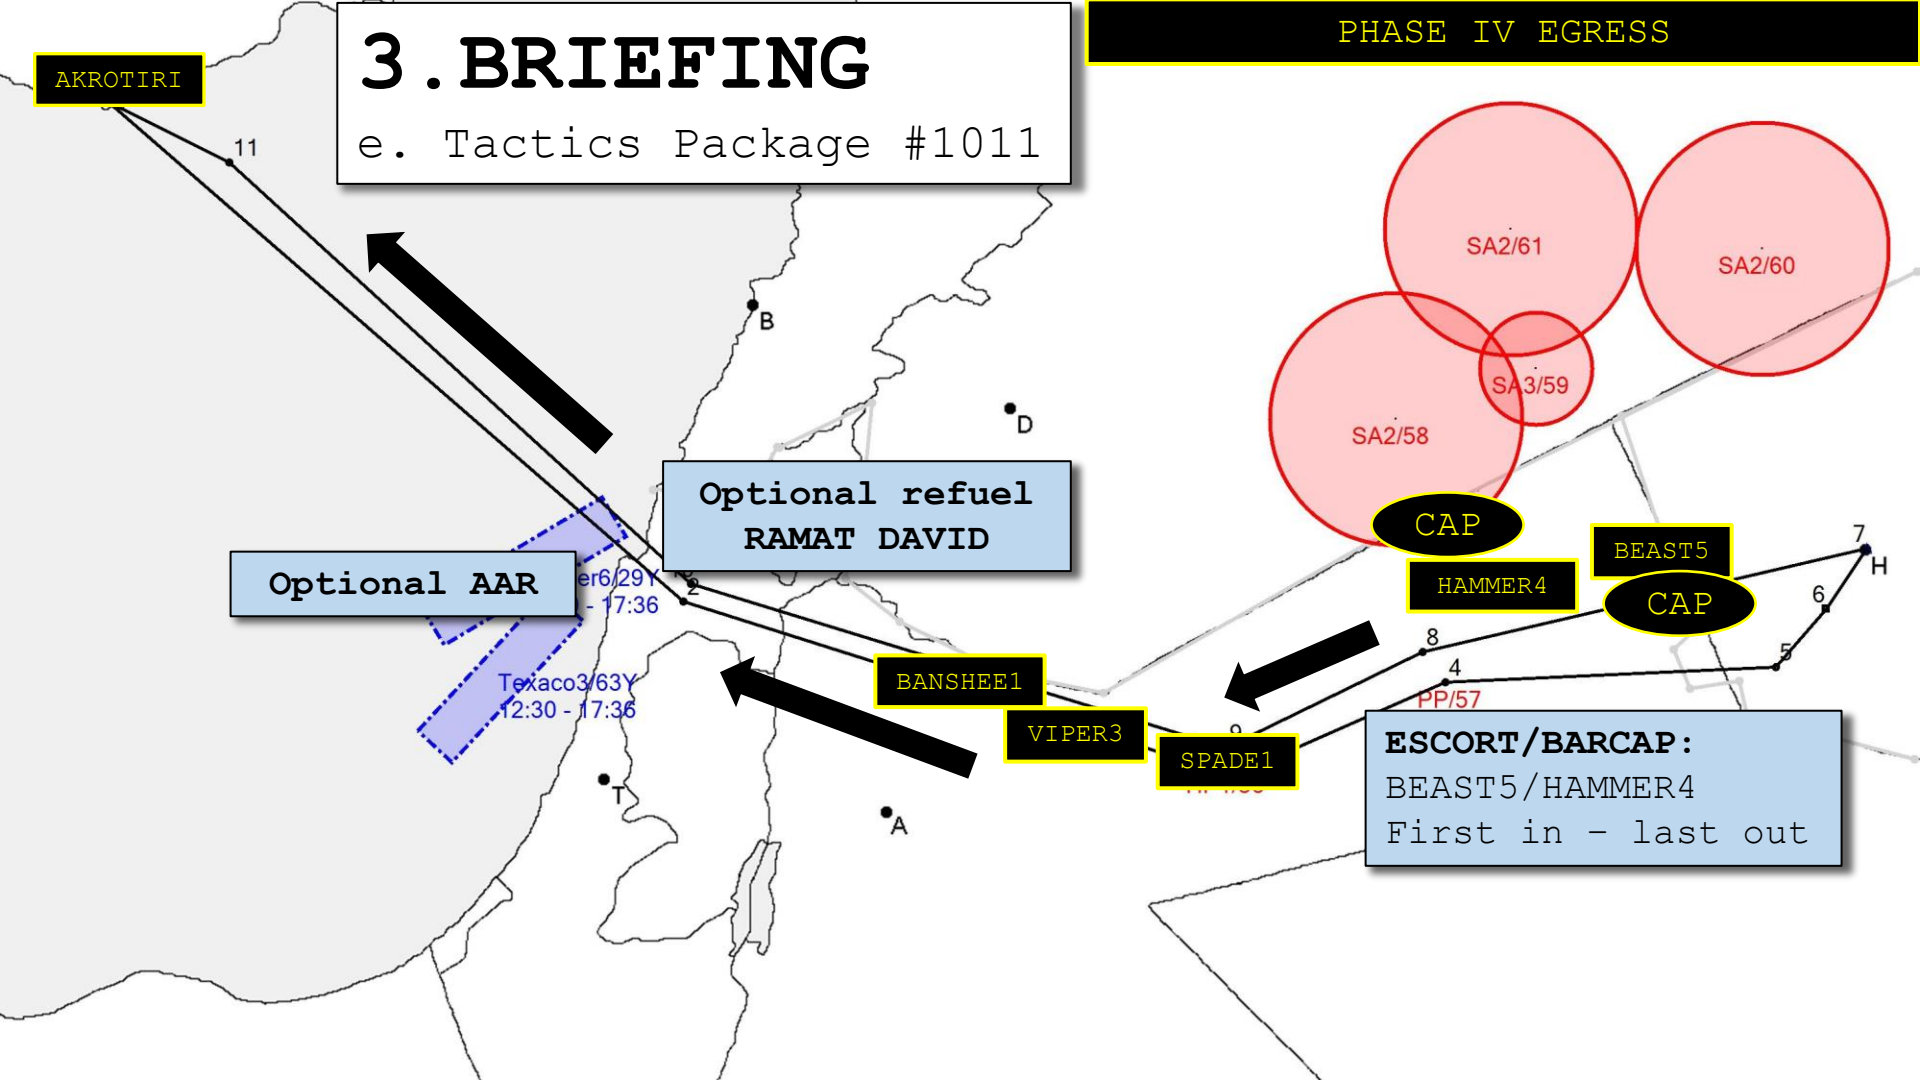 PHASE IV EGRESS
3.BRIEFING
e. Tactics Package #1011
AKROTIRI
11
SA2/61
SA2/60
B
SA3/59
D
SA2/58
Optional refuel
RAMAT DAVID
CAP
BEAST5
7
H
Optional AAR
er6/29Y
- 17:36
2
HAMMER4
CAP
6
8
5
4
BANSHEE1
Texaco3/63Y
12:30 - 17:36
PP/57
VIPER3
9
SPADE1
T
A
ESCORT/BARCAP:
BEAST5/HAMMER4
First in – last out